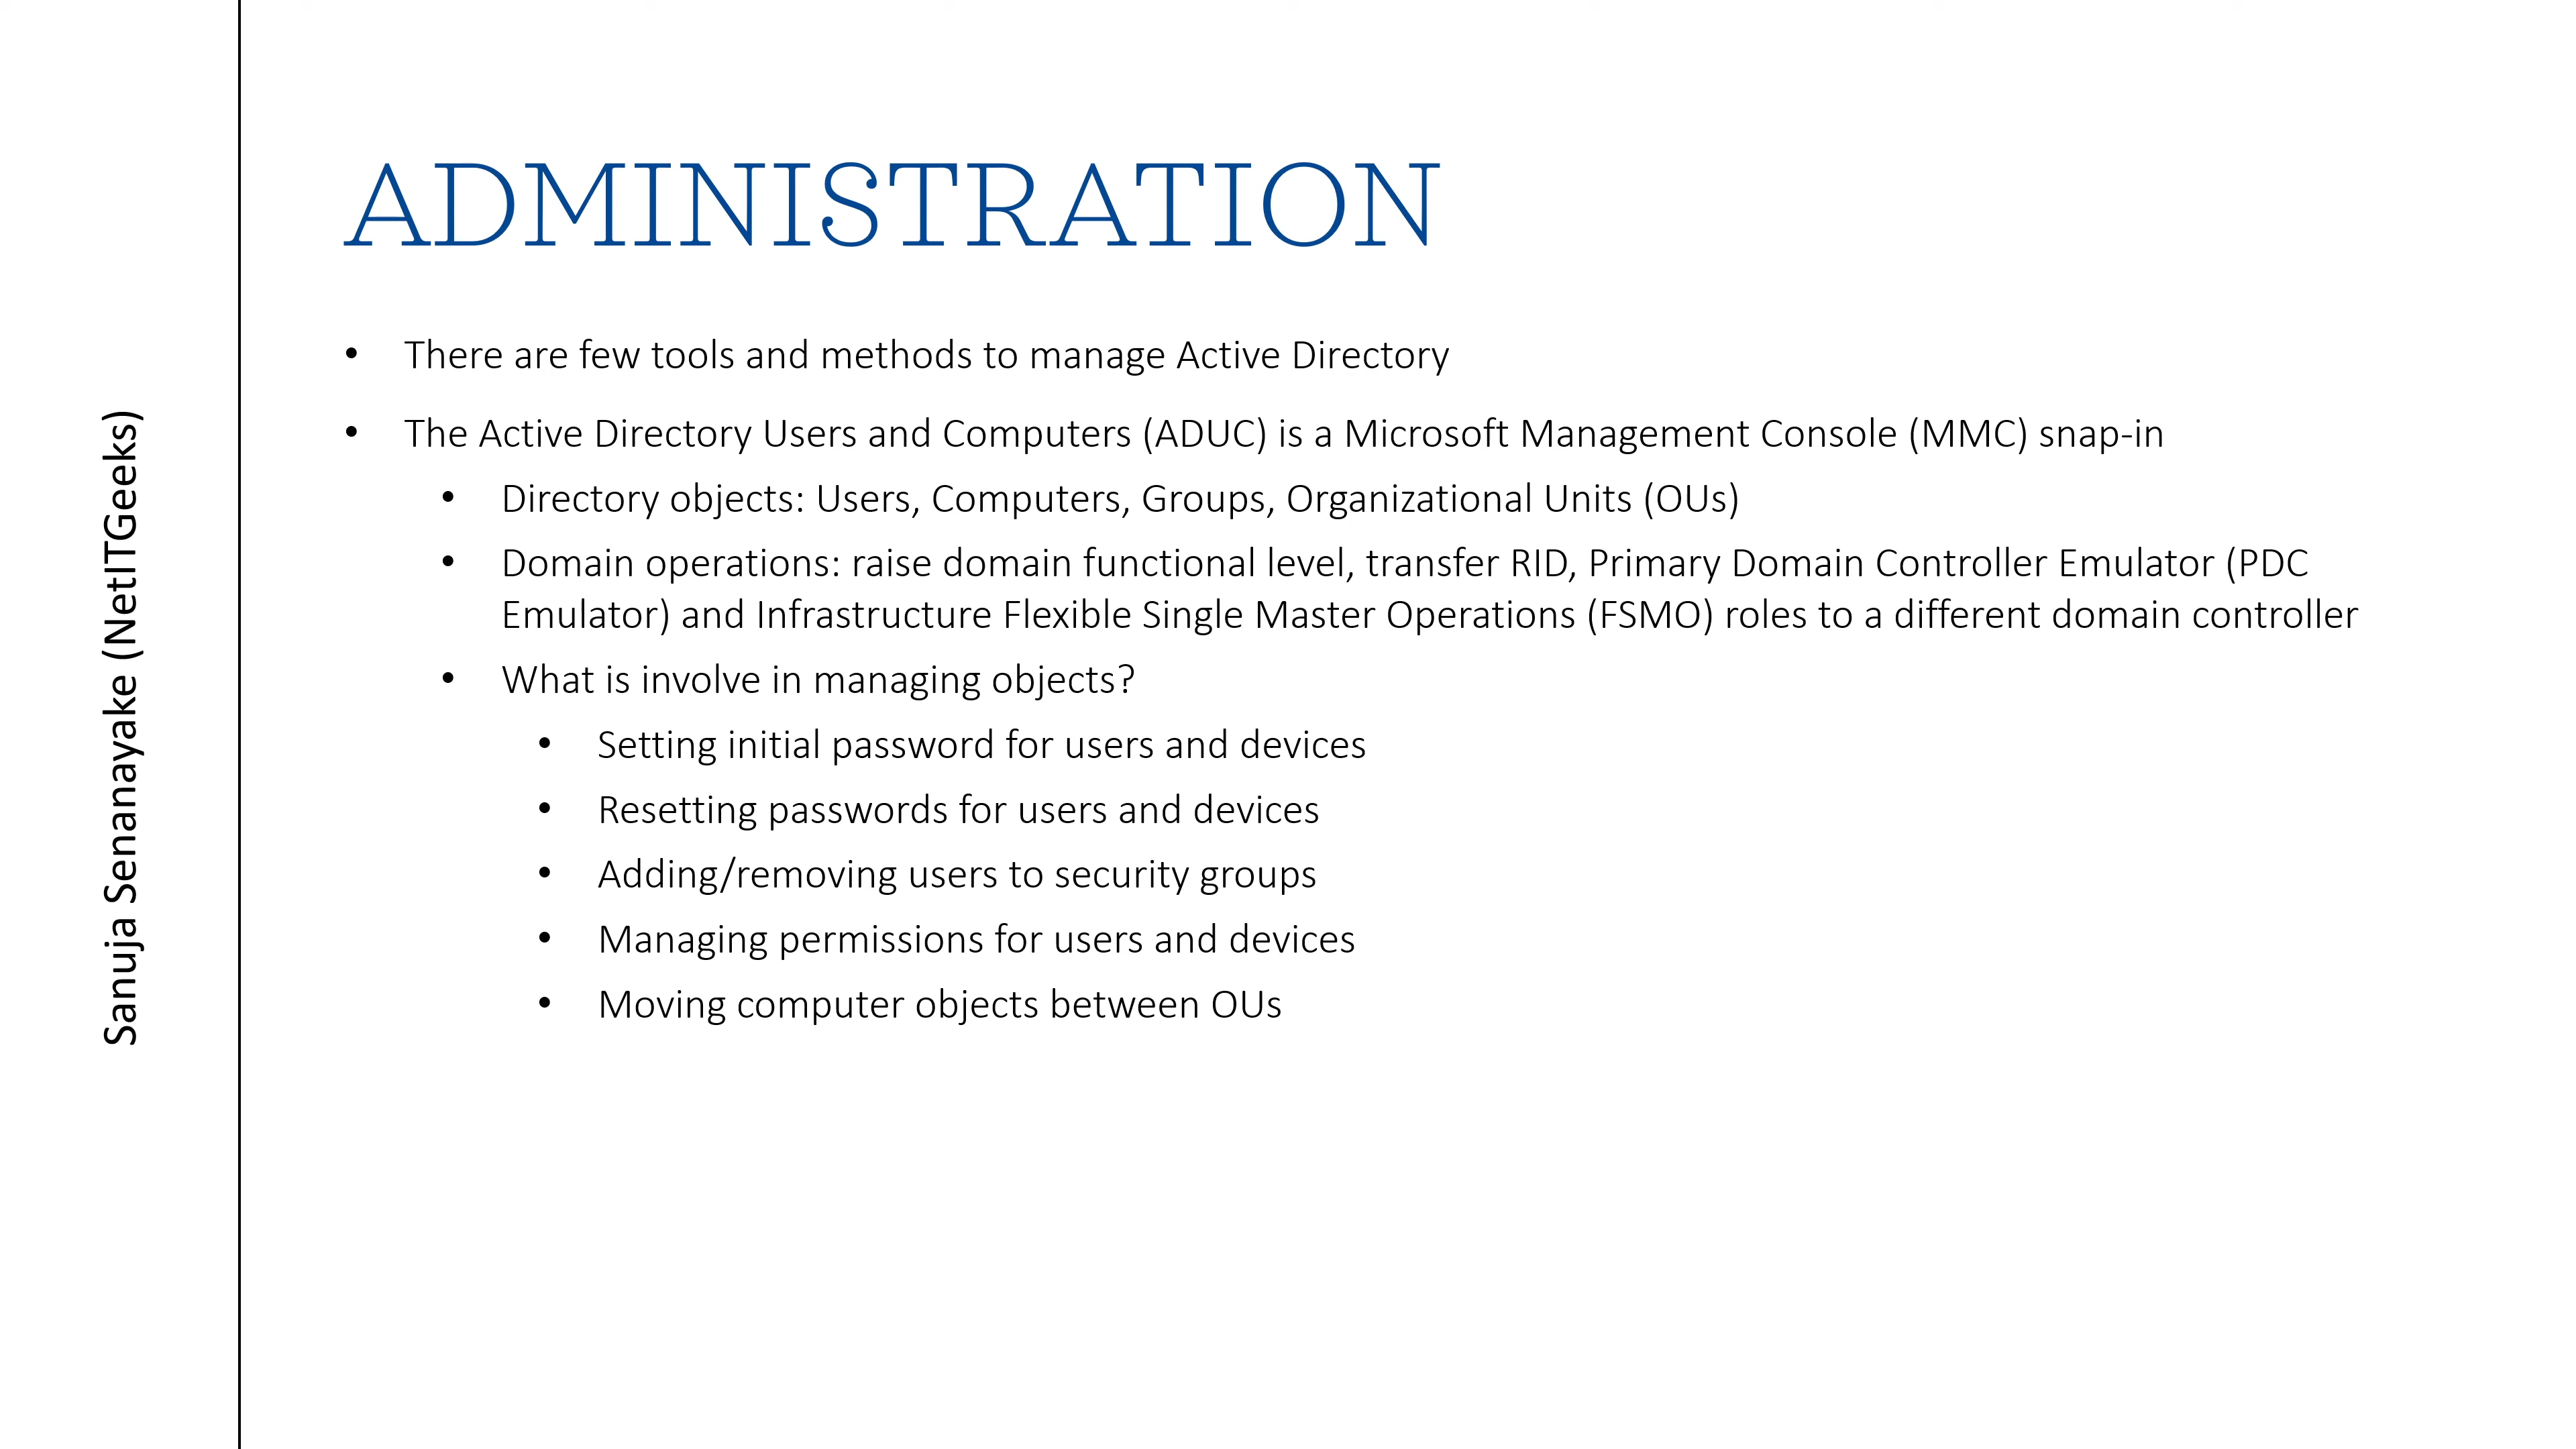 ADMINISTRATION
• There are few tools and methods to manage Active Directory
• The Active Directory Users and Computers (ADUC) is a Microsoft Management Console (MMC) snap-in
• Directory objects: Users, Computers, Groups, Organizational Units (OUs)
• Domain operations: raise domain functional level, transfer RID, Primary Domain Controller Emulator (PDC
Emulator) and Infrastructure Flexible Single Master Operations (FSMO) roles to a different domain controller
• What is involve in managing objects?
• Setting initial password for users and devices
• Resetting passwords for users and devices
• Adding/removing users to security groups
• Managing permissions for users and devices
• Moving computer objects between OUs
Sanuja Senanayake (NetITGeeks)